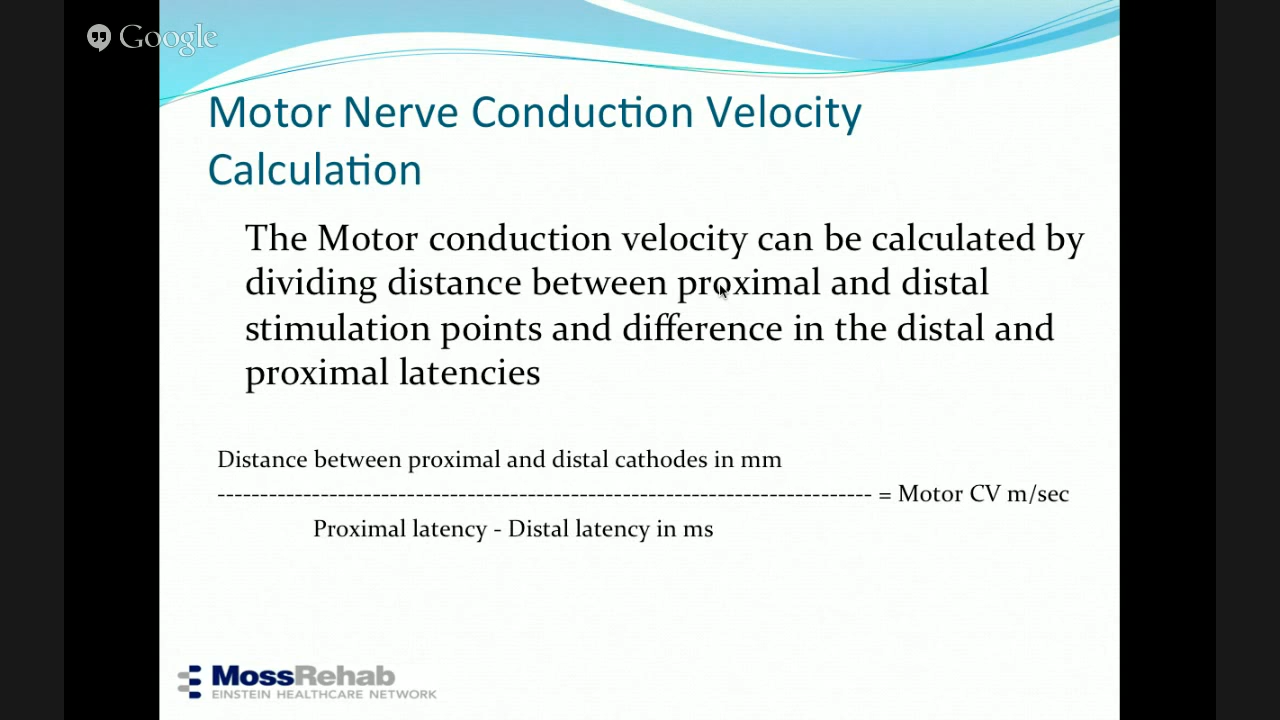 Google
Motor Nerve Conduction Velocity
Calculation
The Motor conduction velocity can be calculated by
dividing distance between proximal and distal
stimulation points and difference in the distal and
proximal latencies
Distance between proximal and distal cathodes in mm
----------------------------------------------------------------------------- = Motor CV m/sec
Proximal latency - Distal latency in ms
MossRehab
EINSTEIN HEALTHCARE NETWORK